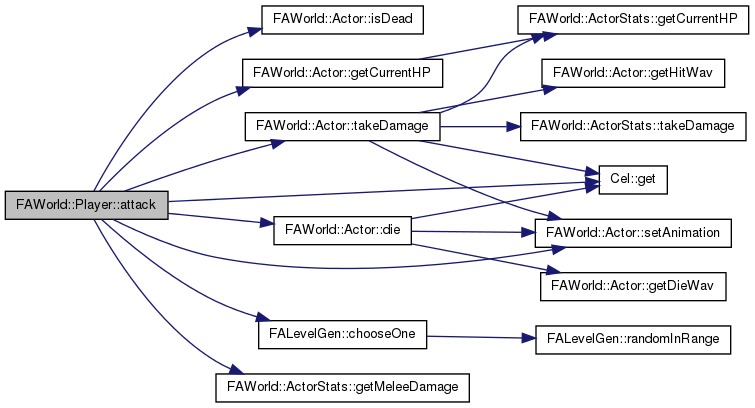 FAWorld::Actor::isDead
FAWorld::ActorStats::getCurrentHP
FAWorld::Actor::getCurrentHP
FAWorld::Actor::getHitWav
FAWorld::Actor::takeDamage
FAWorld::ActorStats::takeDamage
Cel::get
FAWorld::Player::attack
FAWorld::Actor::die
FAWorld::Actor::setAnimation
FAWorld::Actor::getDieWav
FALevelGen::chooseOne
FALevelGen::randomInRange
FAWorld::ActorStats::getMeleeDamage